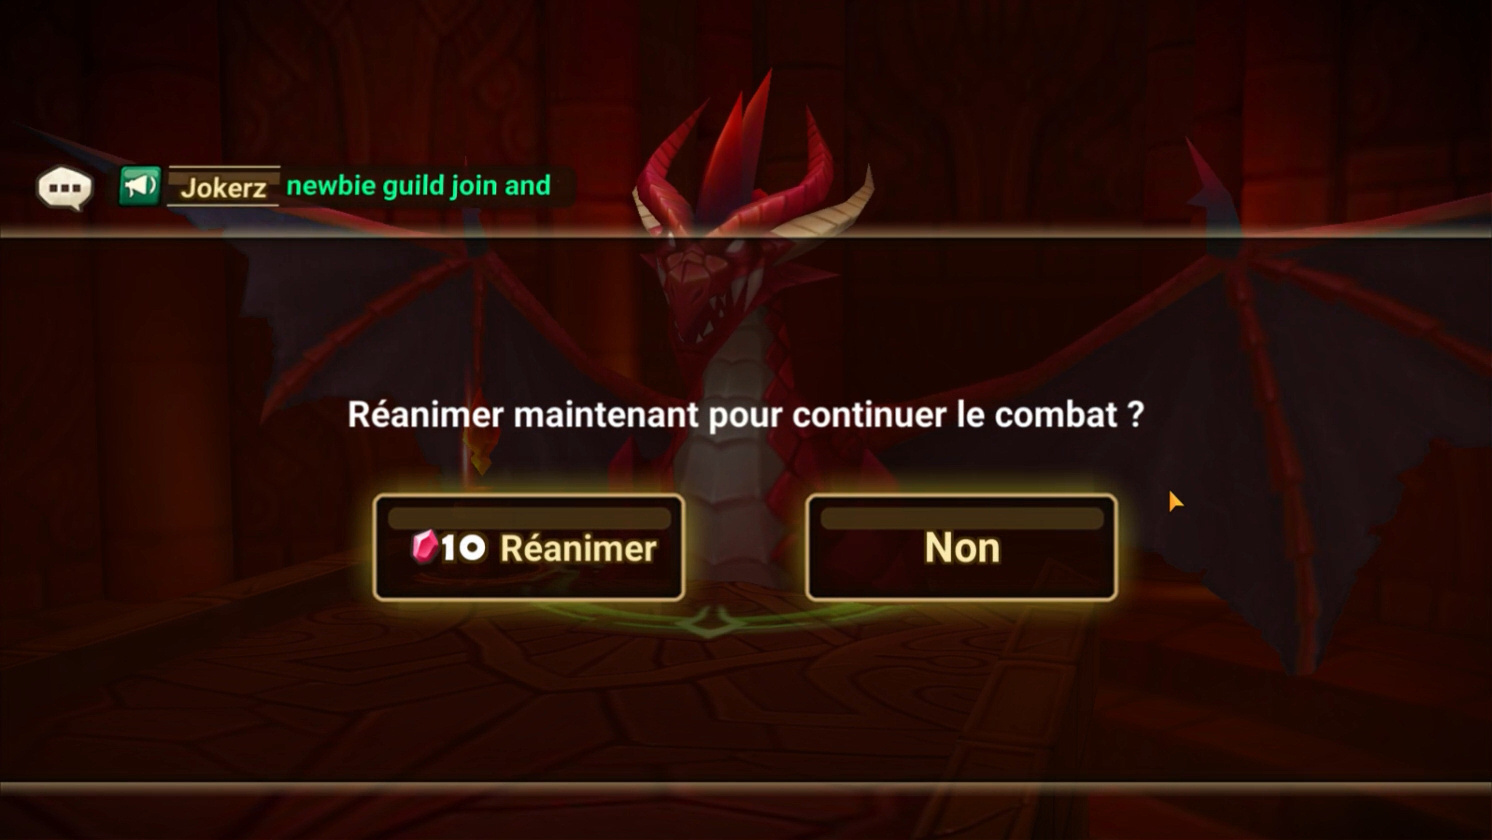 Jokerz newbie guild join and
Réanimer maintenant pour continuer le combat ?
10 Réanimer
Non